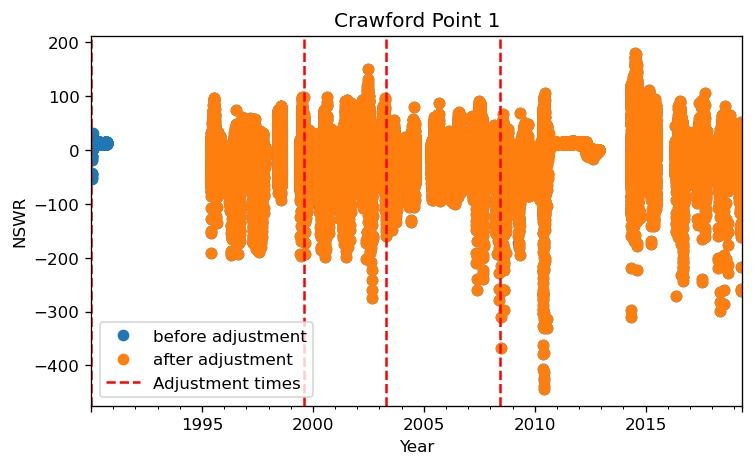 Crawford Point 1
200
100
0
−100
−200
−300
−400
NSWR
before adjustment
after adjustment
Adjustment times
1995
2000
2005
2010
2015
Year